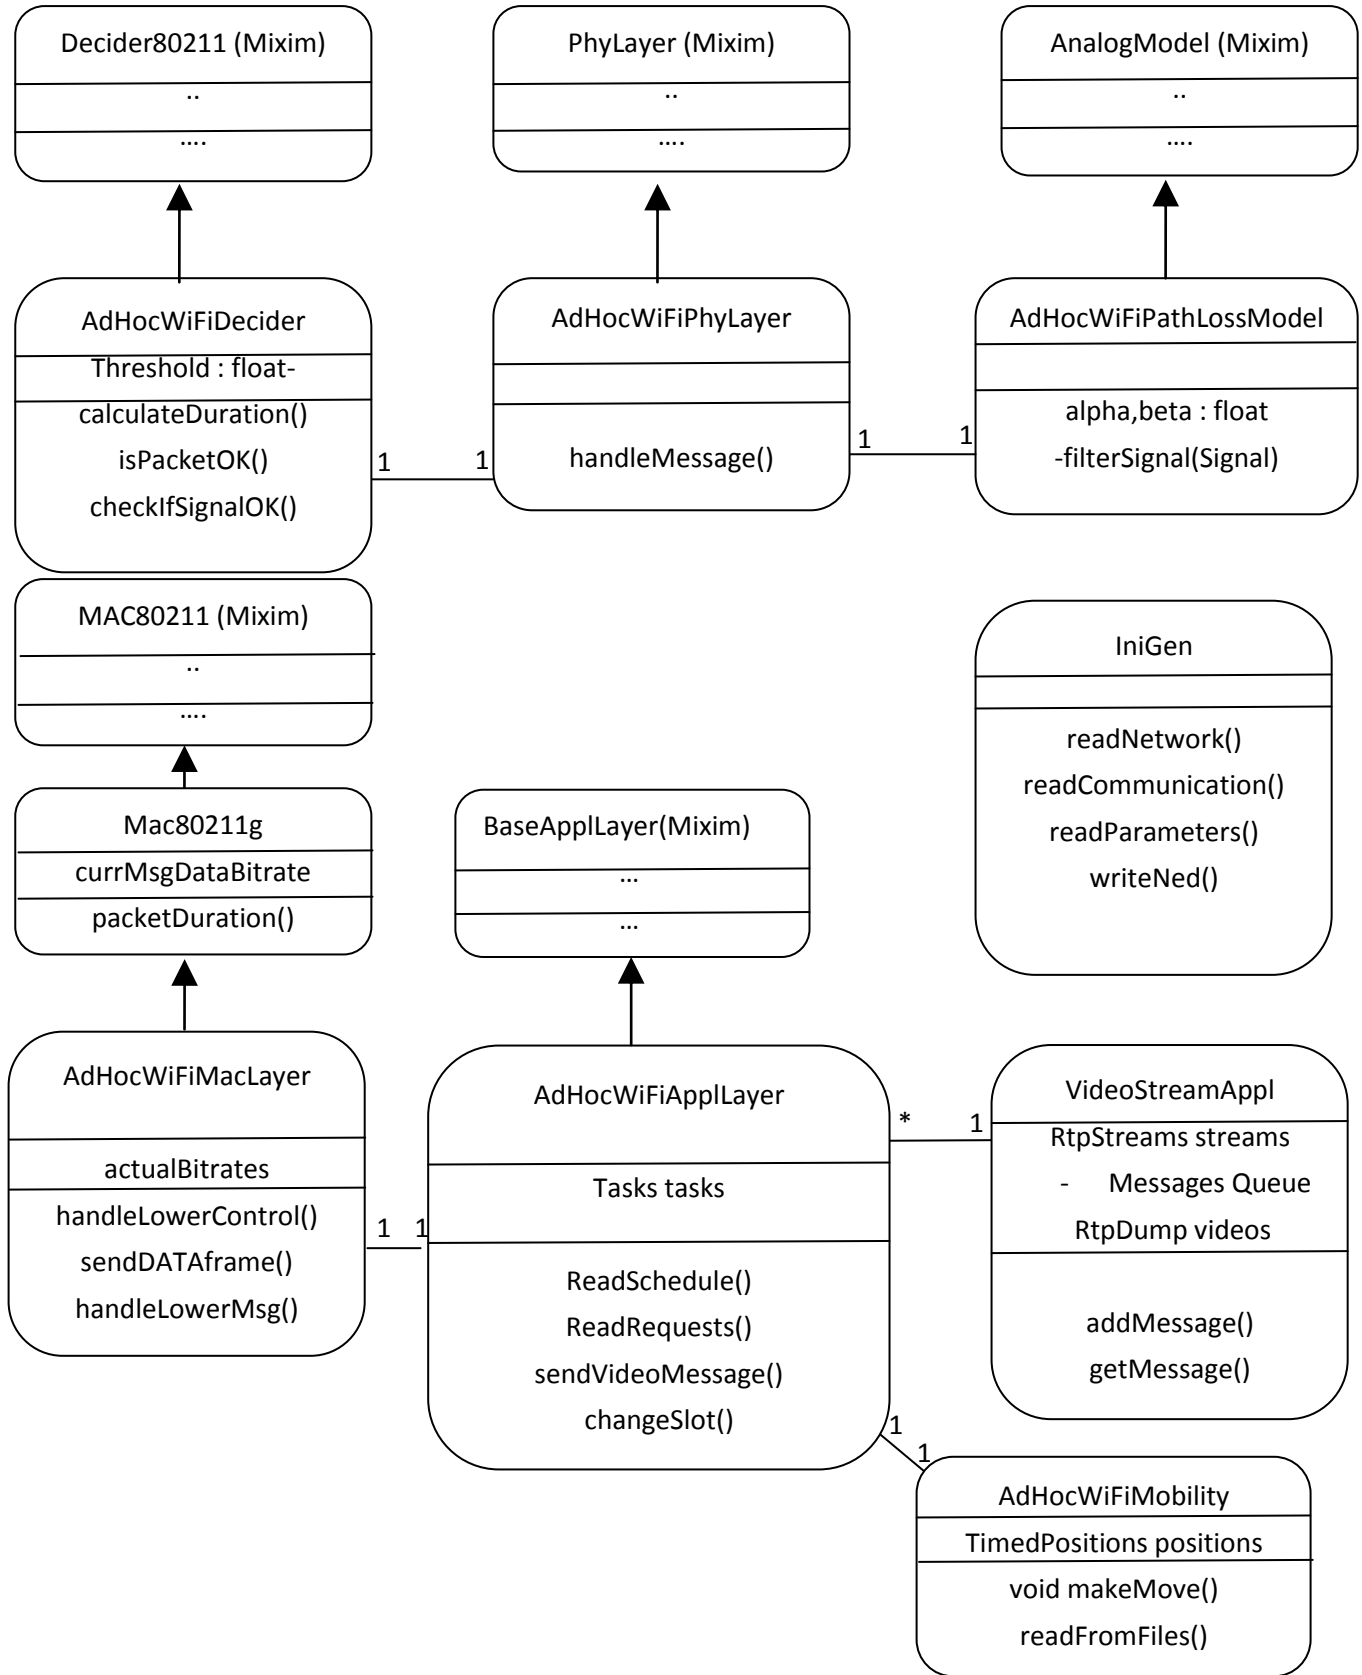 Decider80211 (Mixim)
..
....
PhyLayer (Mixim)
..
....
AnalogModel (Mixim)
..
....
AdHocWiFiDecider
Threshold : float-
calculateDuration()
isPacketOK()
checkIfSignalOK()
1
1
AdHocWiFiPhyLayer
handleMessage()
1
1
AdHocWiFiPathLossModel
alpha,beta : float
-filterSignal(Signal)
MAC80211 (Mixim)
..
....
IniGen
readNetwork()
readCommunication()
readParameters()
writeNed()
Mac80211g
currMsgDataBitrate
packetDuration()
BaseApplLayer(Mixim)
...
...
AdHocWiFiMacLayer
actualBitrates
handleLowerControl()
sendDATAframe()
handleLowerMsg()
1
1
AdHocWiFiApplLayer
Tasks tasks
ReadSchedule()
ReadRequests()
sendVideoMessage()
changeSlot()
*
1
VideoStreamAppl
RtpStreams streams
- Messages Queue
RtpDump videos
addMessage()
getMessage()
1
1
AdHocWiFiMobility
TimedPositions positions
void makeMove()
readFromFiles()